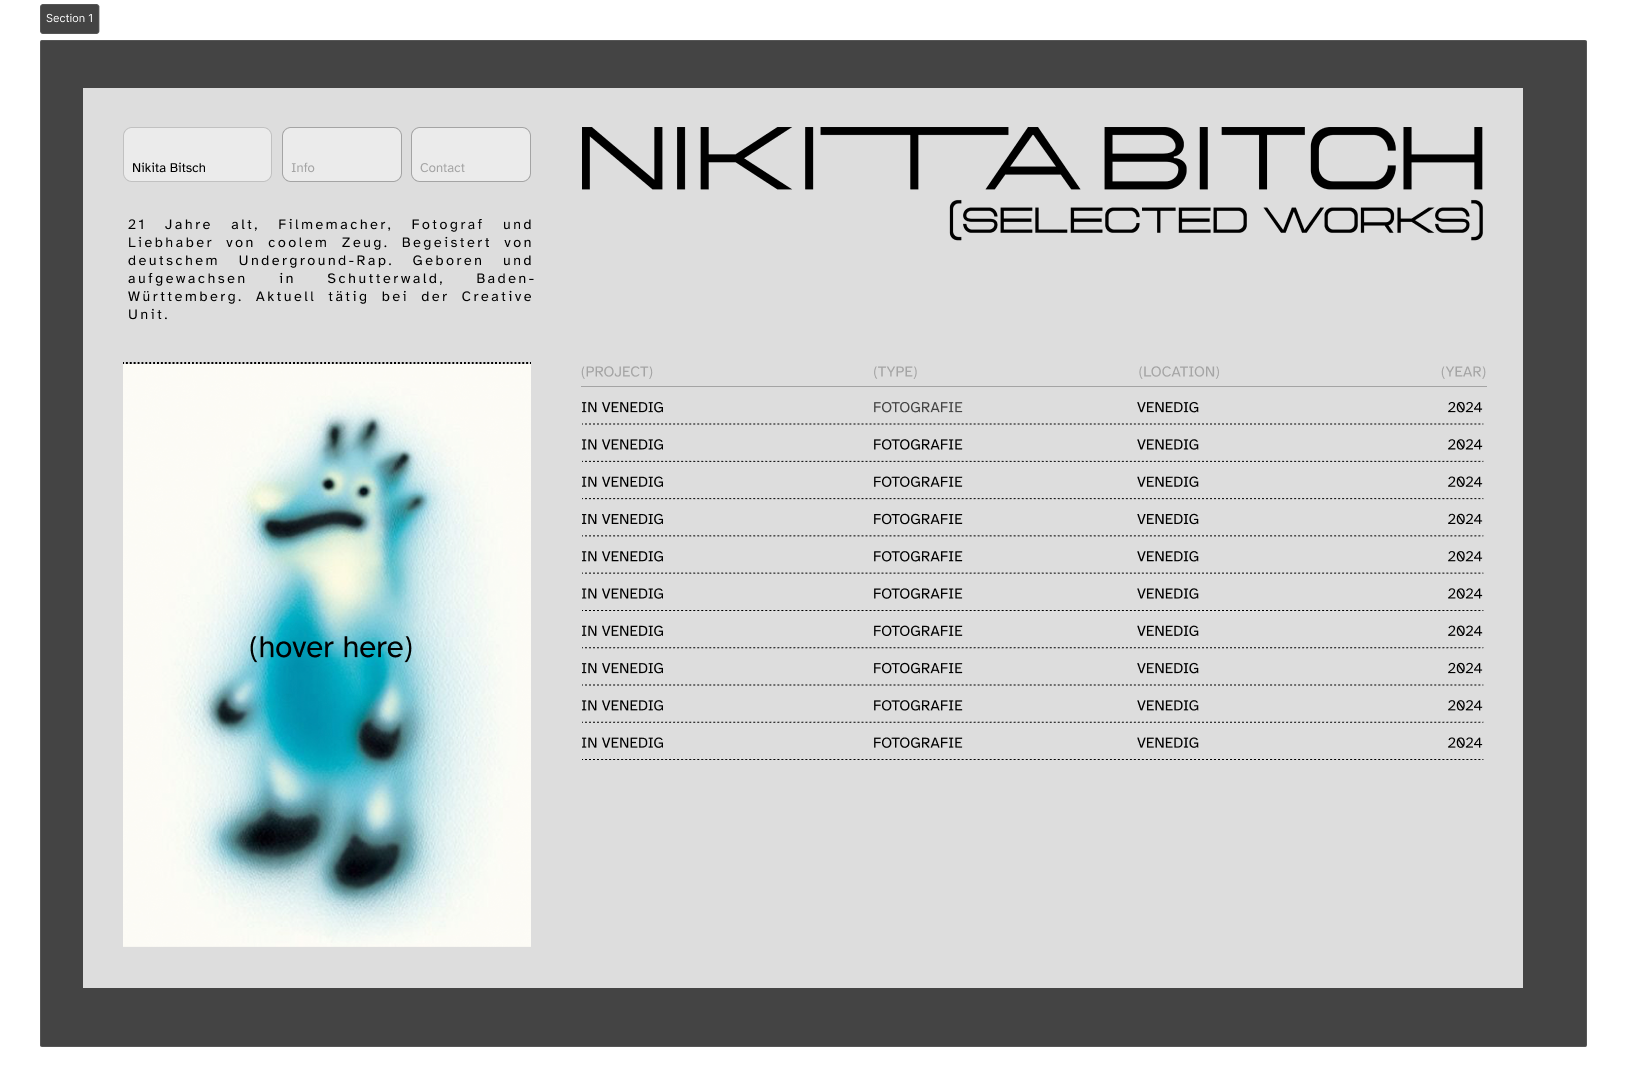 Section 1
Nikita Bitsch
Info
Contact
NIKITTA BITCH
(SELECTED WORKS)
21 Jahre alt, Filmemacher, Fotograf und
Liebhaber von coolem Zeug. Begeistert von
deutschem Underground-Rap. Geboren und
aufgewachsen in Schutterwald, Baden-
Württemberg. Aktuell tätig bei der Creative
Unit.
(hover here)
(PROJECT) (TYPE) (LOCATION) (YEAR)
IN VENEDIG FOTOGRAFIE VENEDIG 2024
IN VENEDIG FOTOGRAFIE VENEDIG 2024
IN VENEDIG FOTOGRAFIE VENEDIG 2024
IN VENEDIG FOTOGRAFIE VENEDIG 2024
IN VENEDIG FOTOGRAFIE VENEDIG 2024
IN VENEDIG FOTOGRAFIE VENEDIG 2024
IN VENEDIG FOTOGRAFIE VENEDIG 2024
IN VENEDIG FOTOGRAFIE VENEDIG 2024
IN VENEDIG FOTOGRAFIE VENEDIG 2024
IN VENEDIG FOTOGRAFIE VENEDIG 2024